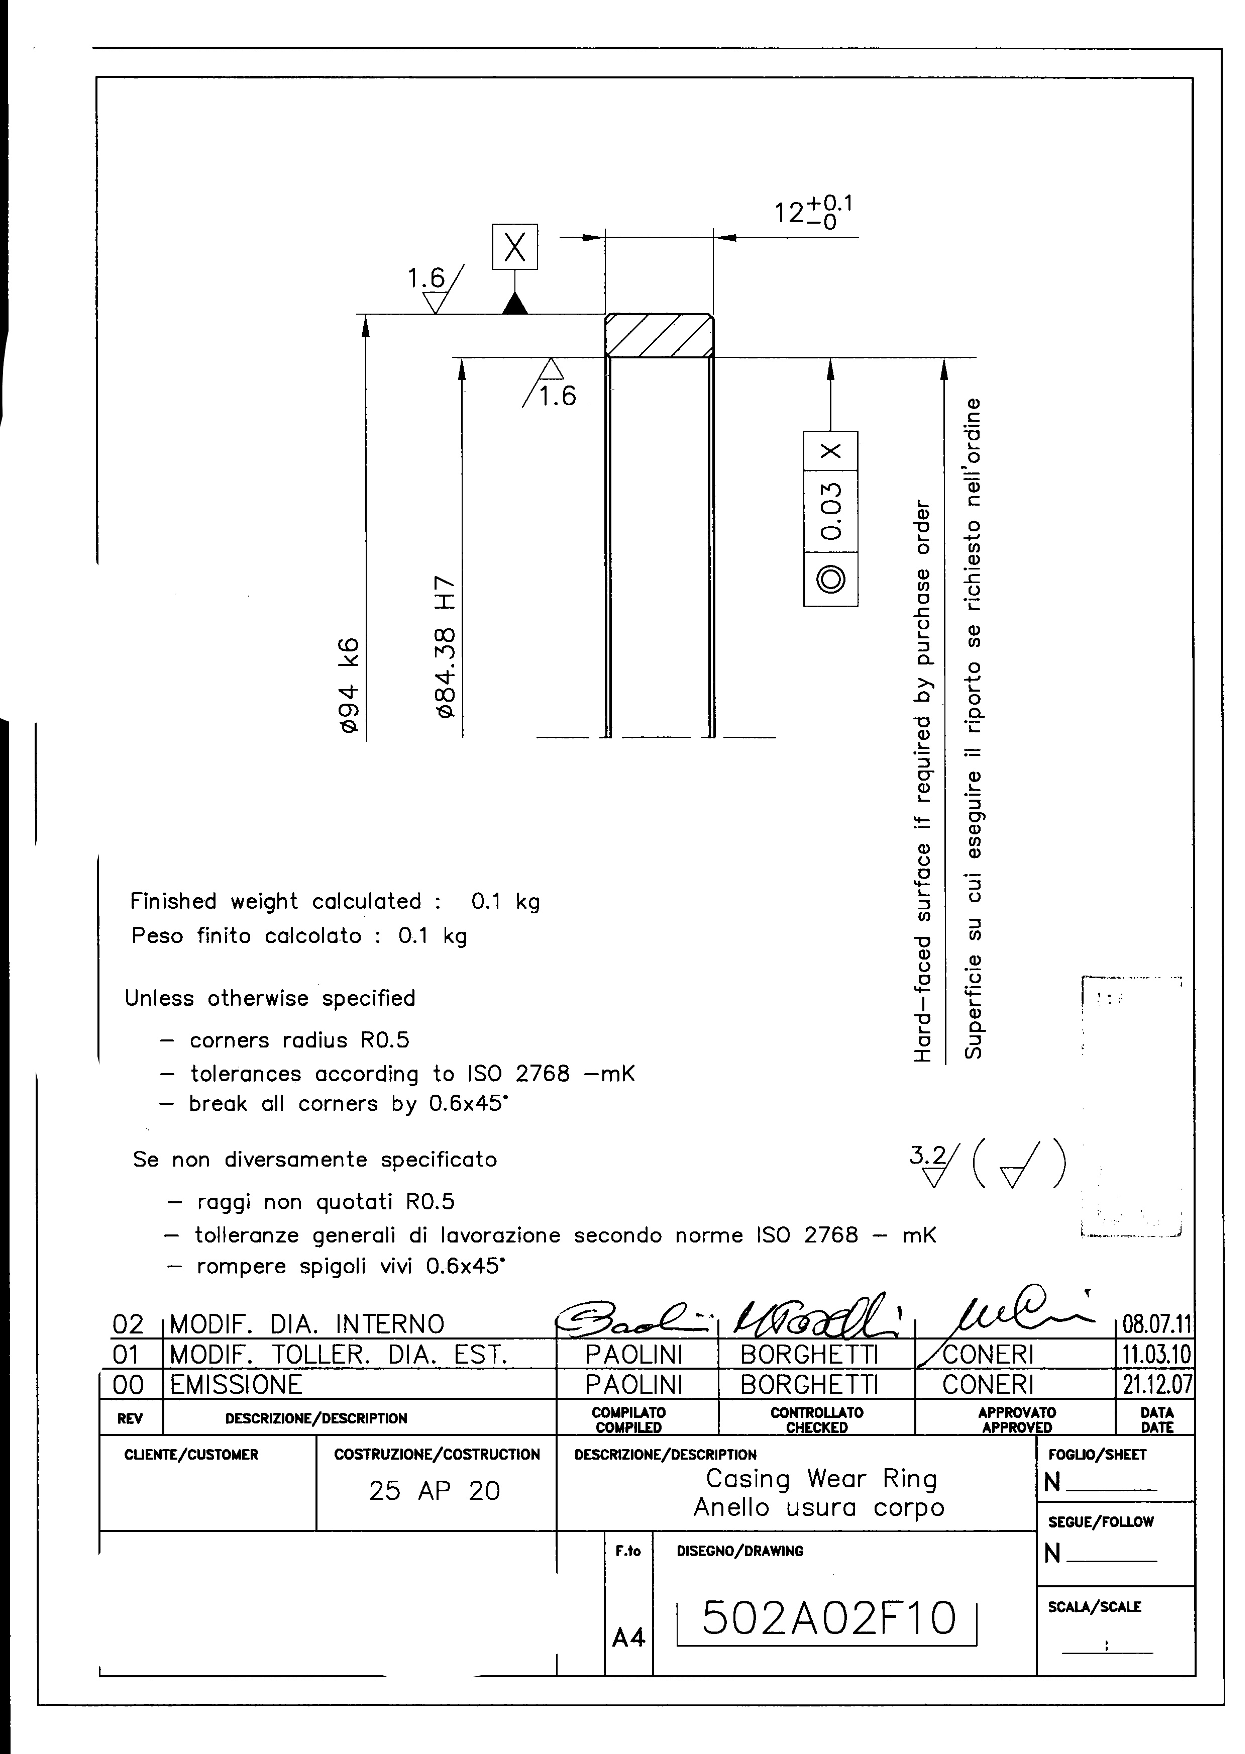 12 +0.1 -0
X
1.6
1.6
ø94 k6
ø84.38 H7
◎ 0.03 X
Hard-faced surface if required by purchase order
Superficie su cui eseguire il riporto se richiesto nell'ordine
Finished weight calculated : 0.1 kg
Peso finito calcolato : 0.1 kg
Unless otherwise specified
– corners radius R0.5
– tolerances according to ISO 2768 –mK
– break all corners by 0.6x45°
Se non diversamente specificato
3.2/ ( )
– raggi non quotati R0.5
– tolleranze generali di lavorazione secondo norme ISO 2768 – mK
– rompere spigoli vivi 0.6x45°
02 MODIF. DIA. INTERNO 08.07.11
01 MODIF. TOLLER. DIA. EST. PAOLINI BORGHETTI CONERI 11.03.10
00 EMISSIONE PAOLINI BORGHETTI CONERI 21.12.07
REV DESCRIZIONE/DESCRIPTION COMPILATO CONTROLLATO APPROVATO DATA
COMPILED CHECKED APPROVED DATE
CLIENTE/CUSTOMER COSTRUZIONE/COSTRUCTION DESCRIZIONE/DESCRIPTION FOGLIO/SHEET
25 AP 20 Casing Wear Ring N
Anello usura corpo
SEGUE/FOLLOW
N
F.to DISEGNO/DRAWING
A4 502A02F10
SCALA/SCALE
: